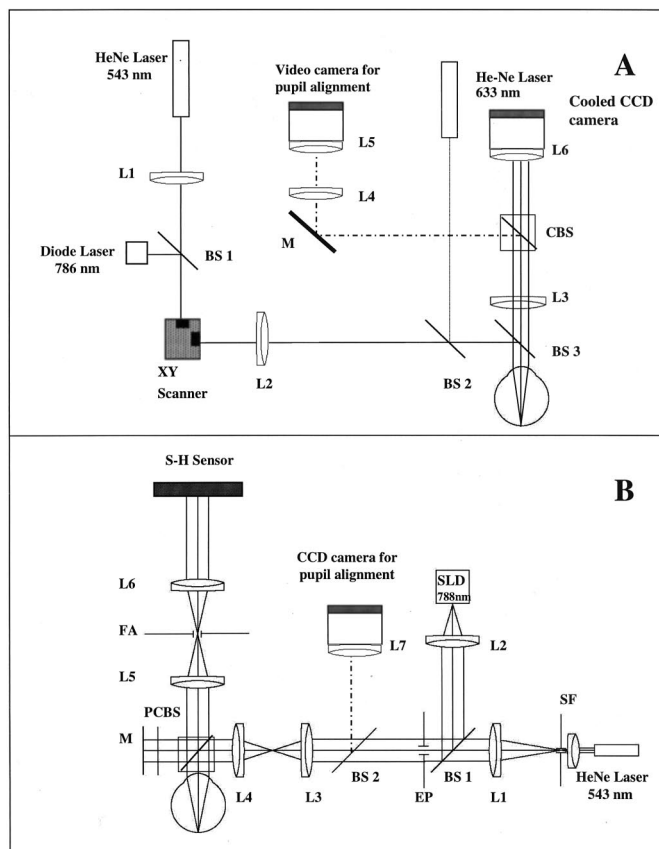 A
HeNe Laser
543 nm
Video camera for
pupil alignment
He-Ne Laser
633 nm
Cooled CCD
camera
L5
L6
L1
L4
CBS
M
BS 1
Diode Laser
786 nm
L3
XY
Scanner
L2
BS 2
BS 3
B
S-H Sensor
CCD camera for
pupil alignment
SLD
788nm
L6
L7
L2
FA
L5
SF
M
PCBS
L4
L3
BS 2
EP
BS 1
L1
HeNe Laser
543 nm